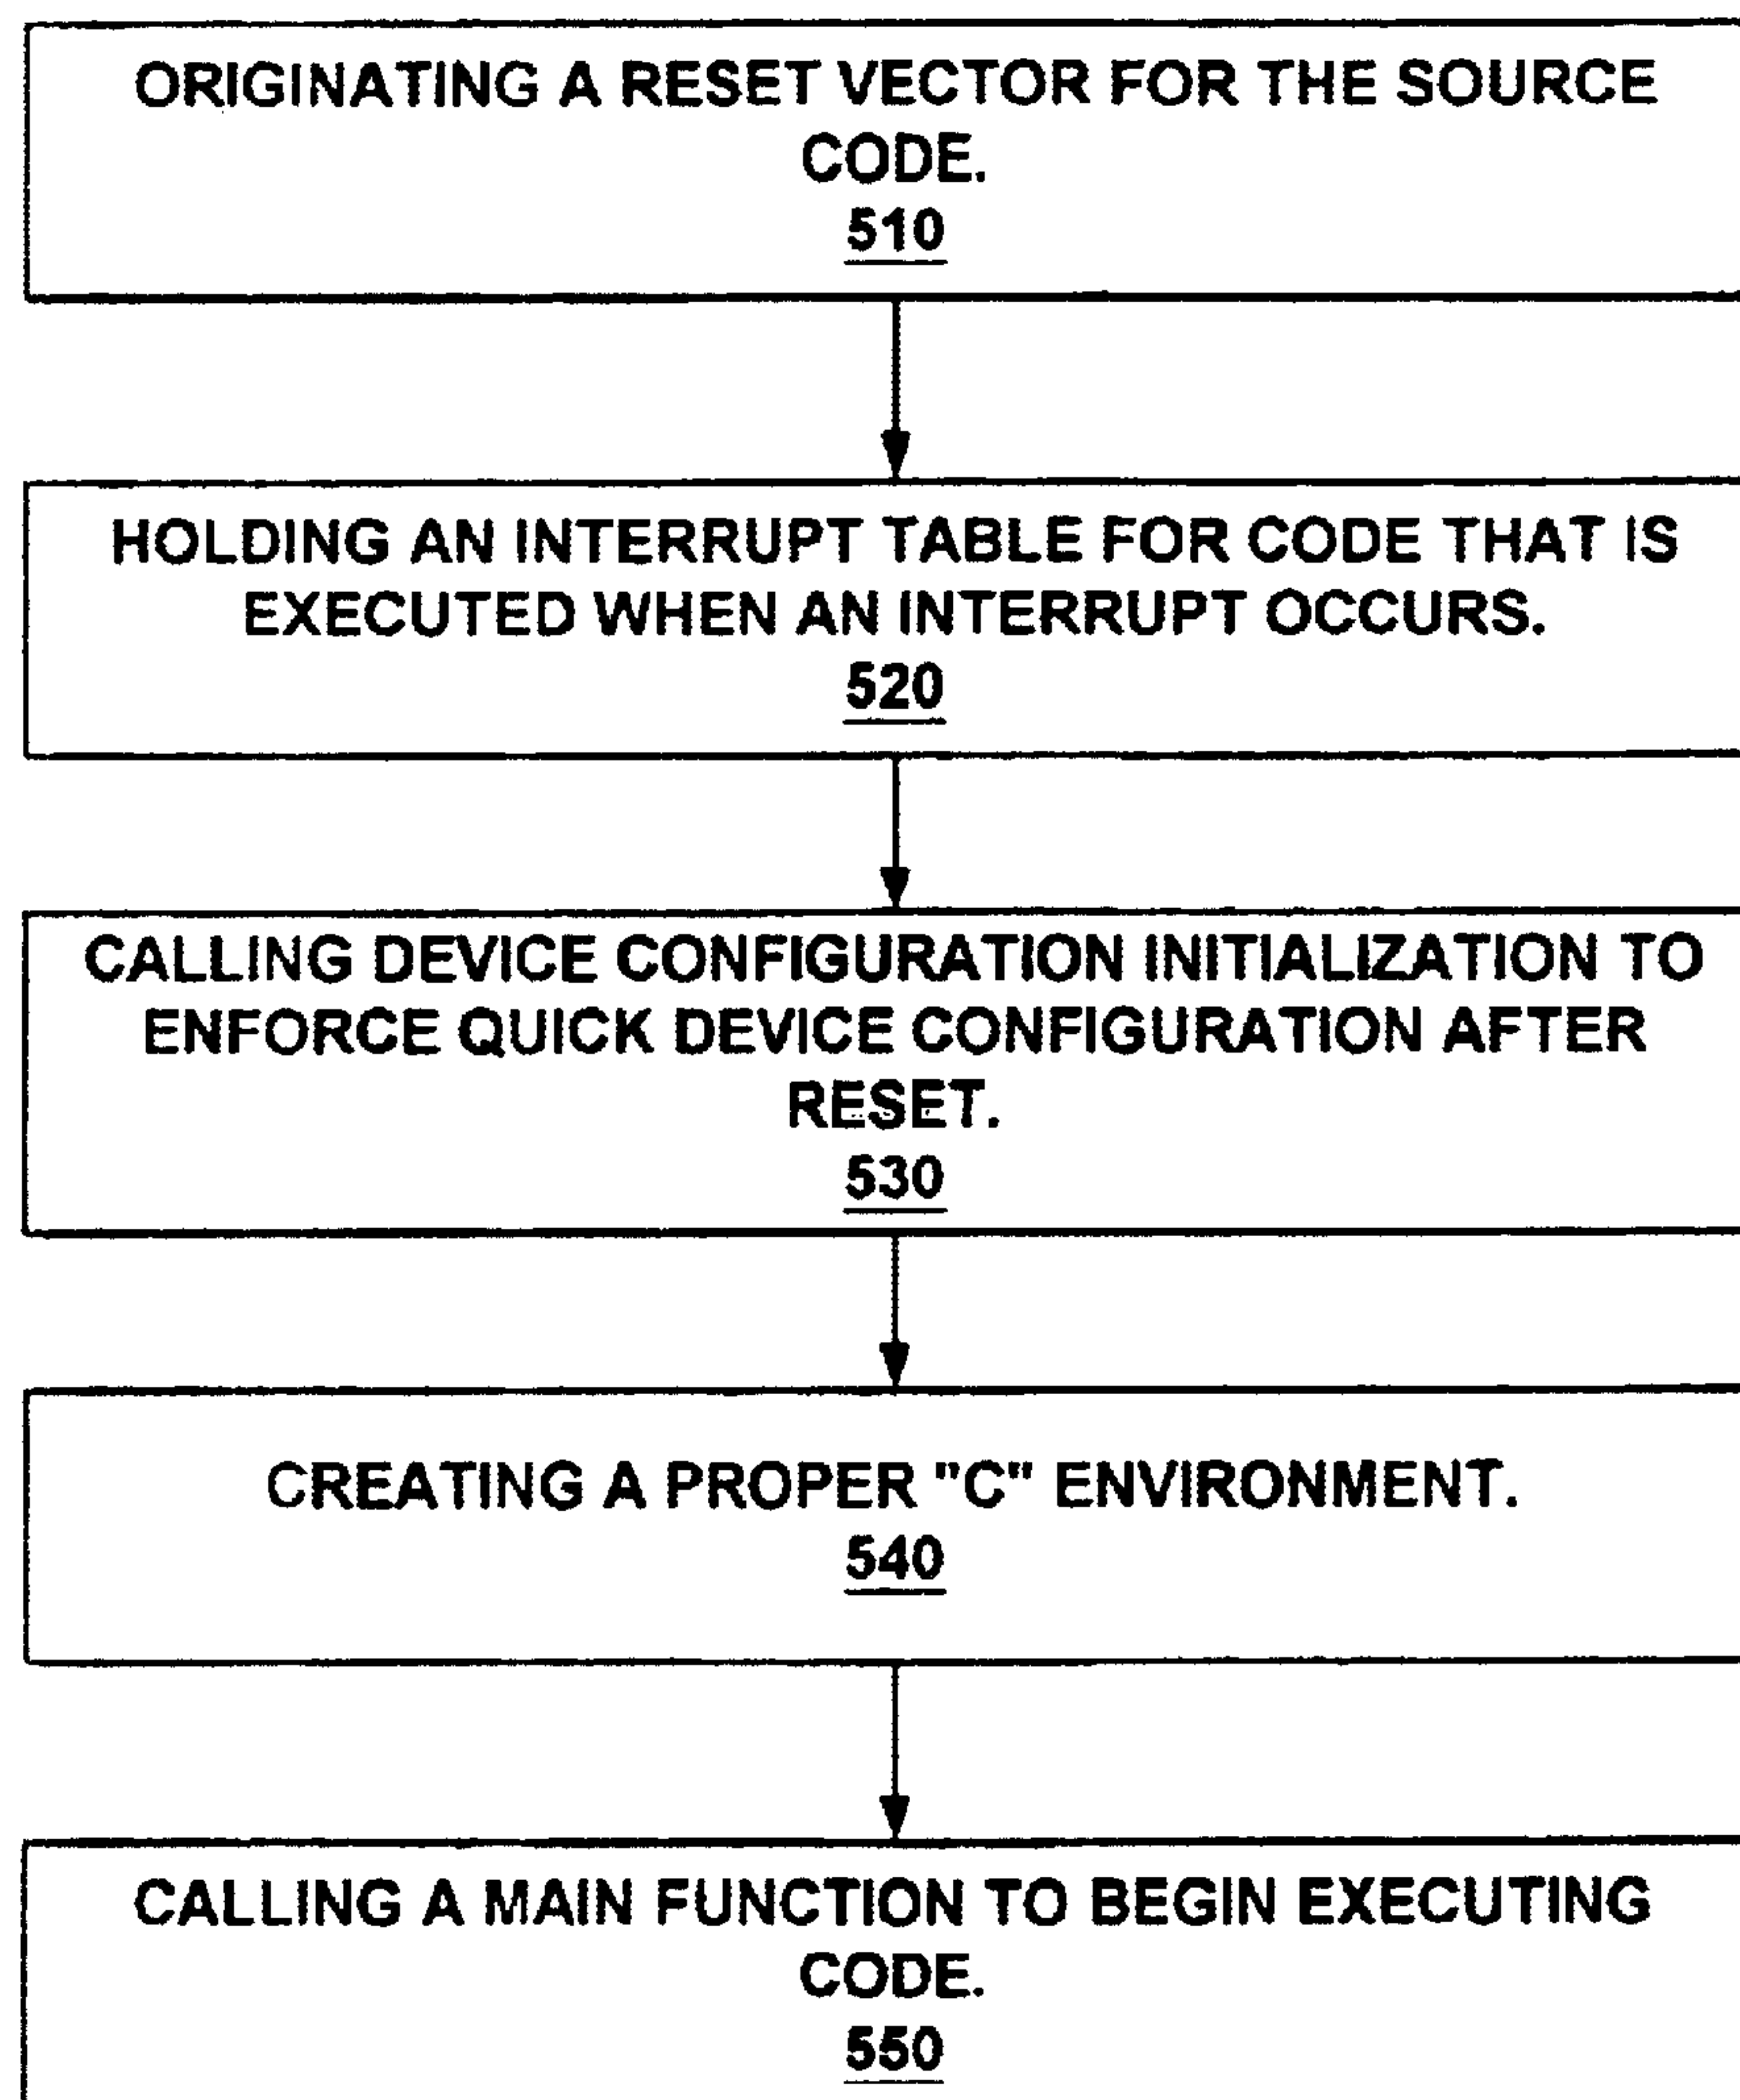 ORIGINATING A RESET VECTOR FOR THE SOURCE
CODE.
510
HOLDING AN INTERRUPT TABLE FOR CODE THAT IS
EXECUTED WHEN AN INTERRUPT OCCURS.
520
CALLING DEVICE CONFIGURATION INITIALIZATION TO
ENFORCE QUICK DEVICE CONFIGURATION AFTER
RESET.
530
CREATING A PROPER "C" ENVIRONMENT.
540
CALLING A MAIN FUNCTION TO BEGIN EXECUTING
CODE.
550